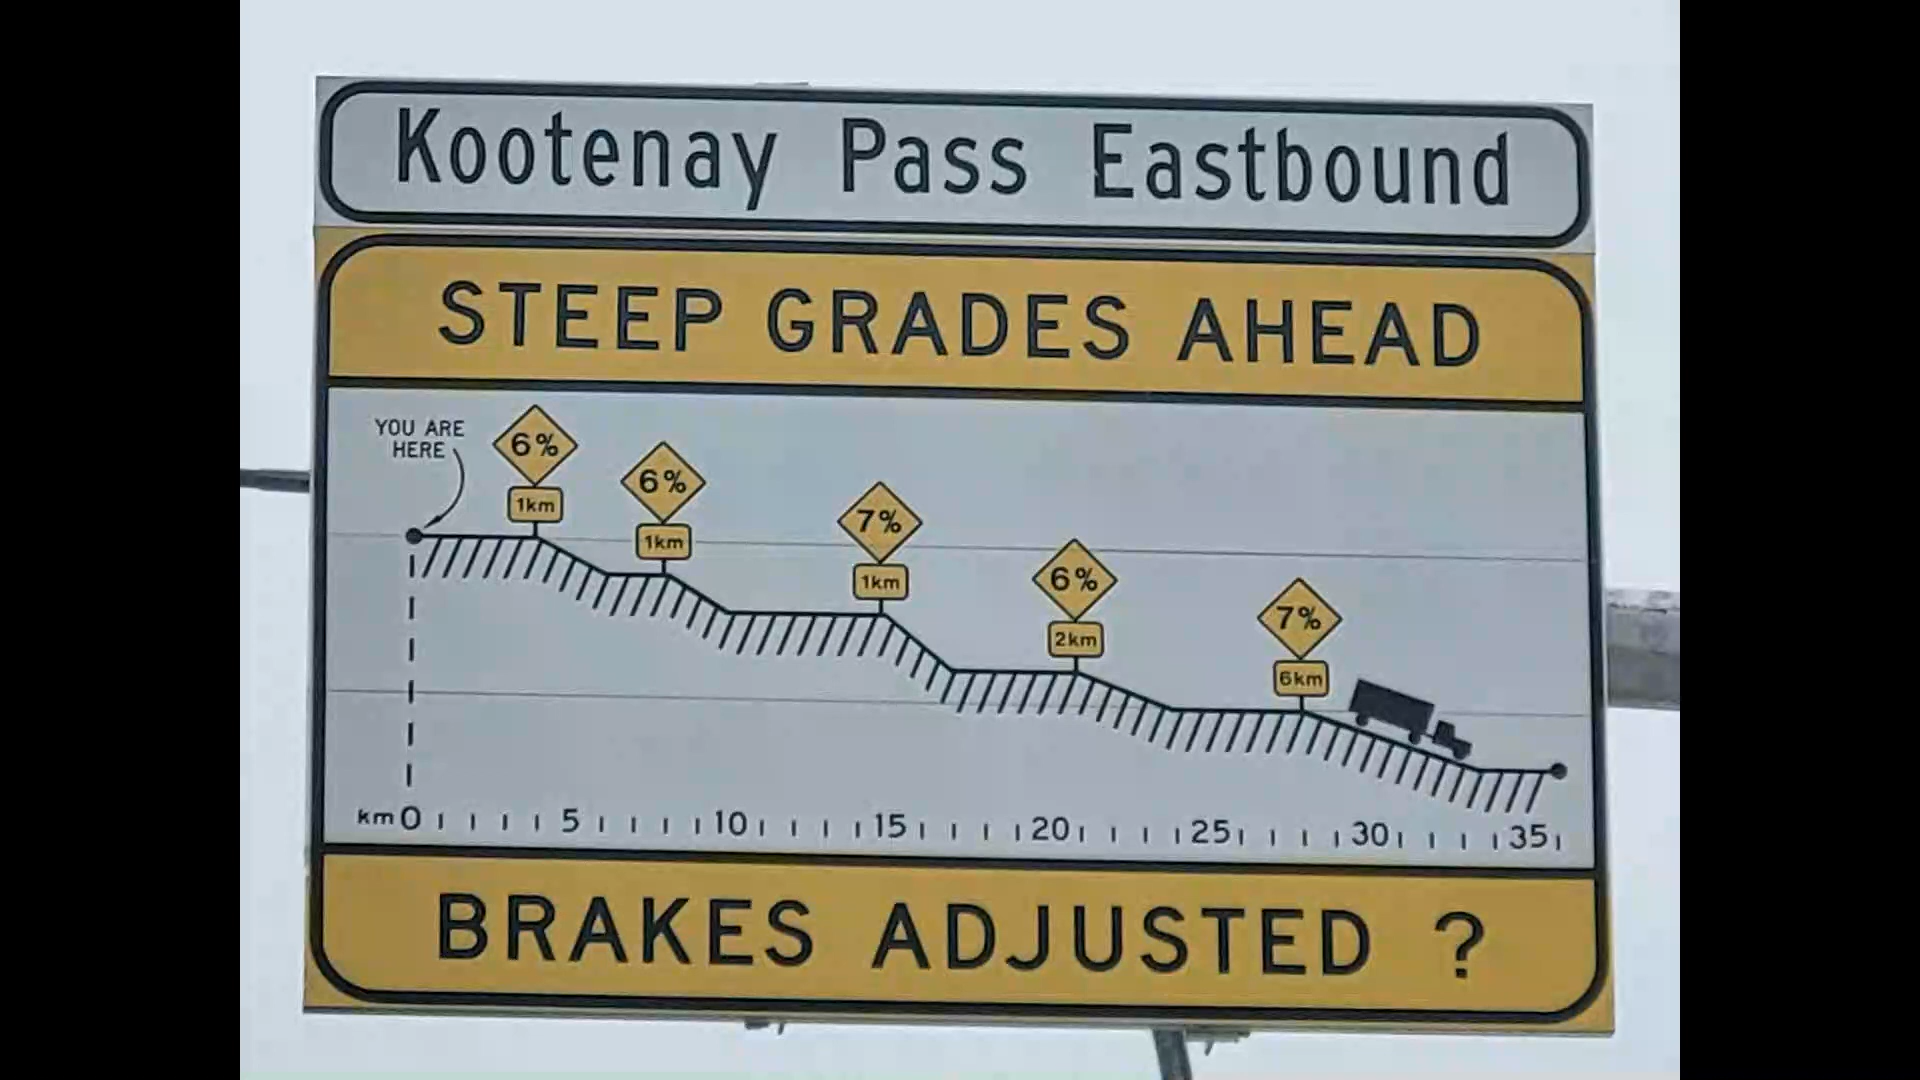 Kootenay Pass Eastbound
STEEP GRADES AHEAD
YOU ARE
HERE
6%
1km
6%
1km
7%
1km
6%
2km
7%
6km
km 0 5 10 15 20 25 30 35
BRAKES ADJUSTED ?